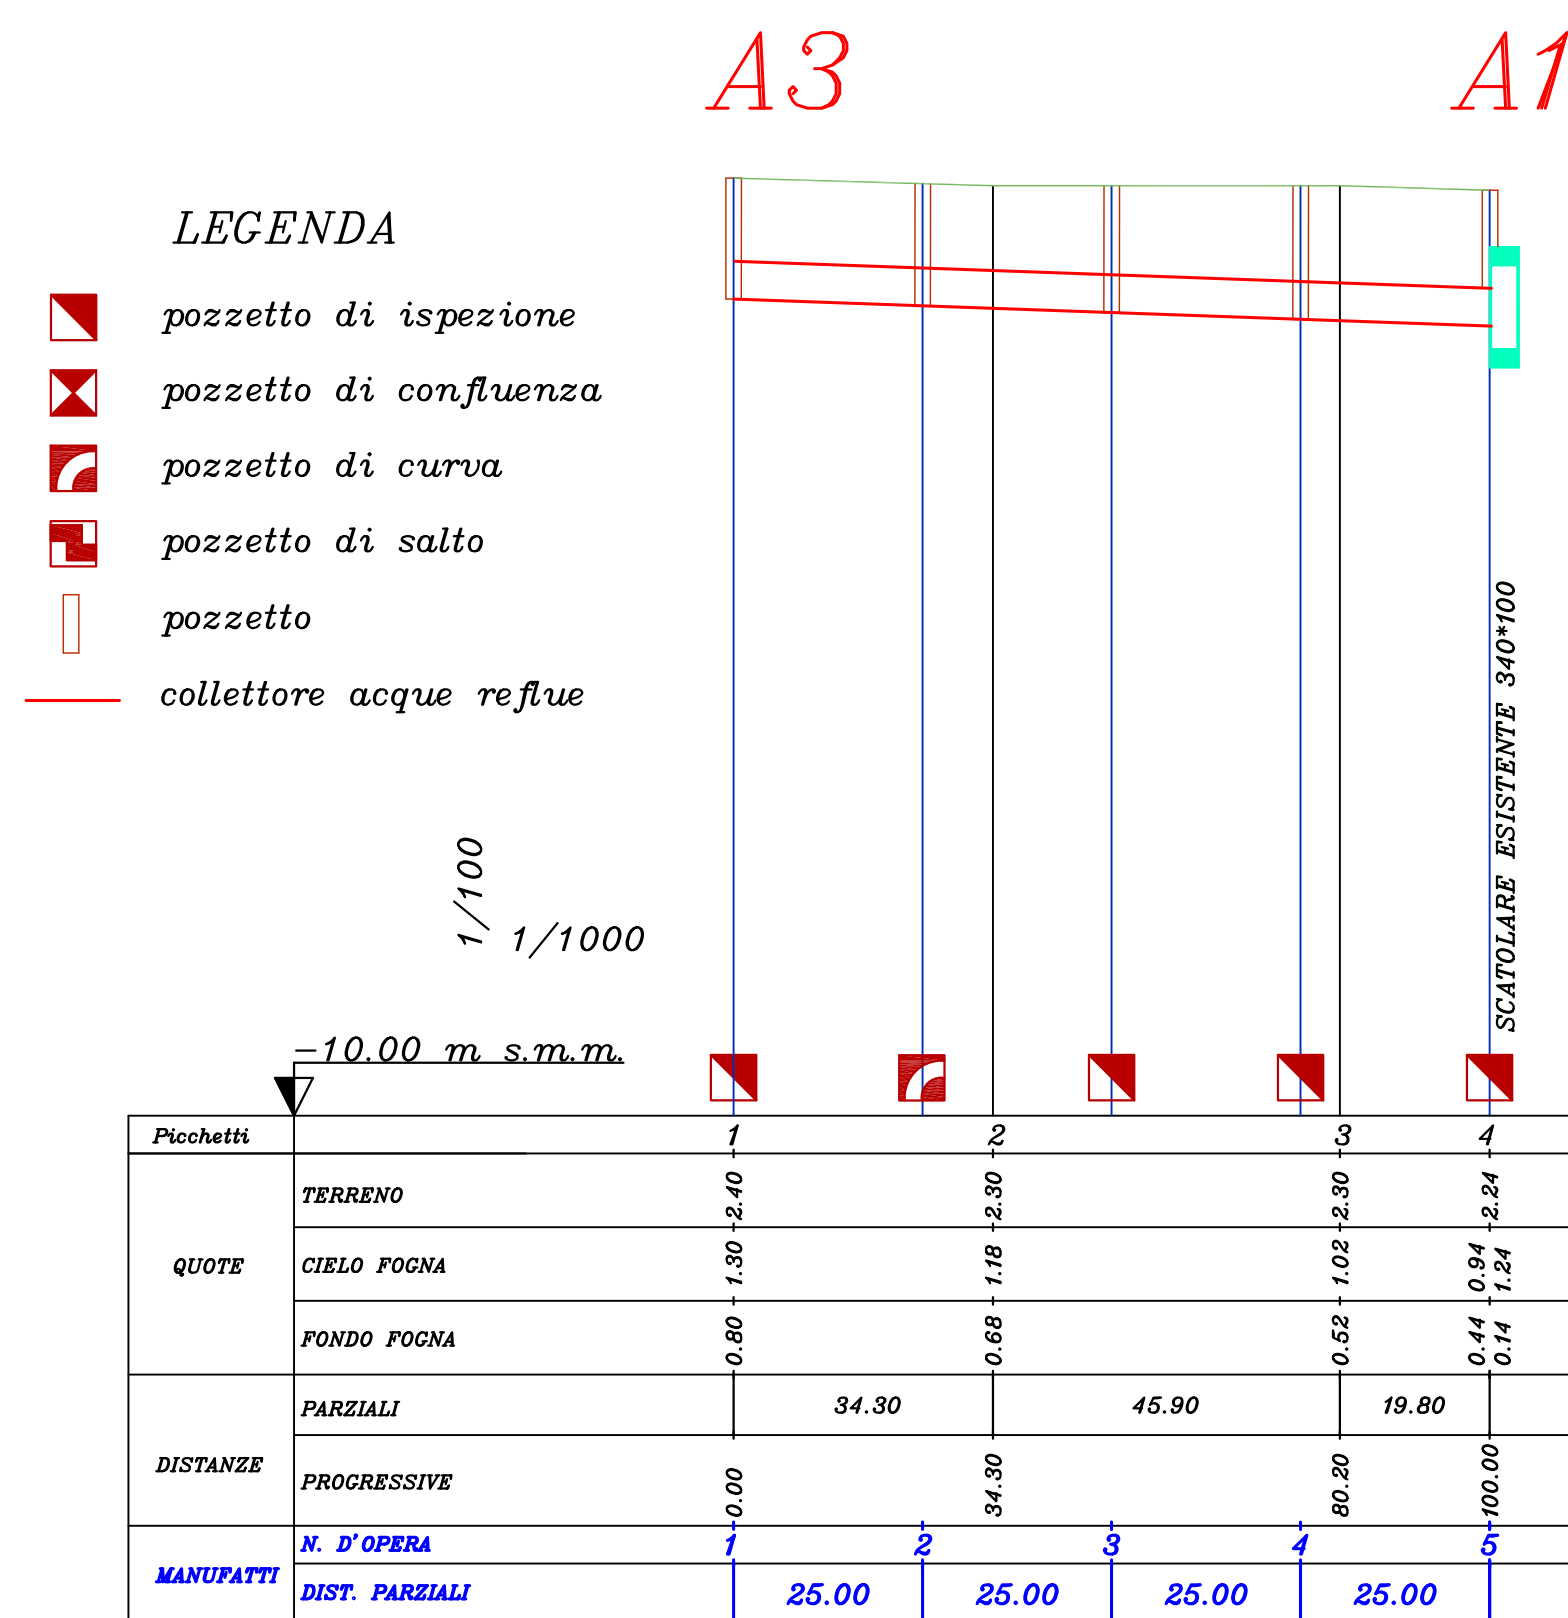 A3
A1
LEGENDA
pozzetto di ispezione
pozzetto di confluenza
pozzetto di curva
pozzetto di salto
pozzetto
collettore acque reflue
SCATOLARE ESISTENTE 340*100
1/100
1/1000
-10.00 m s.m.m.
Picchetti 1 2 3 4
QUOTE
TERRENO 2.40 2.30 2.30 2.24
CIELO FOGNA 1.30 1.18 1.02 0.94 1.24
FONDO FOGNA 0.80 0.68 0.52 0.44 0.14
DISTANZE
PARZIALI 34.30 45.90 19.80
PROGRESSIVE 0.00 34.30 80.20 100.00
MANUFATTI
N. D'OPERA 1 2 3 4 5
DIST. PARZIALI 25.00 25.00 25.00 25.00